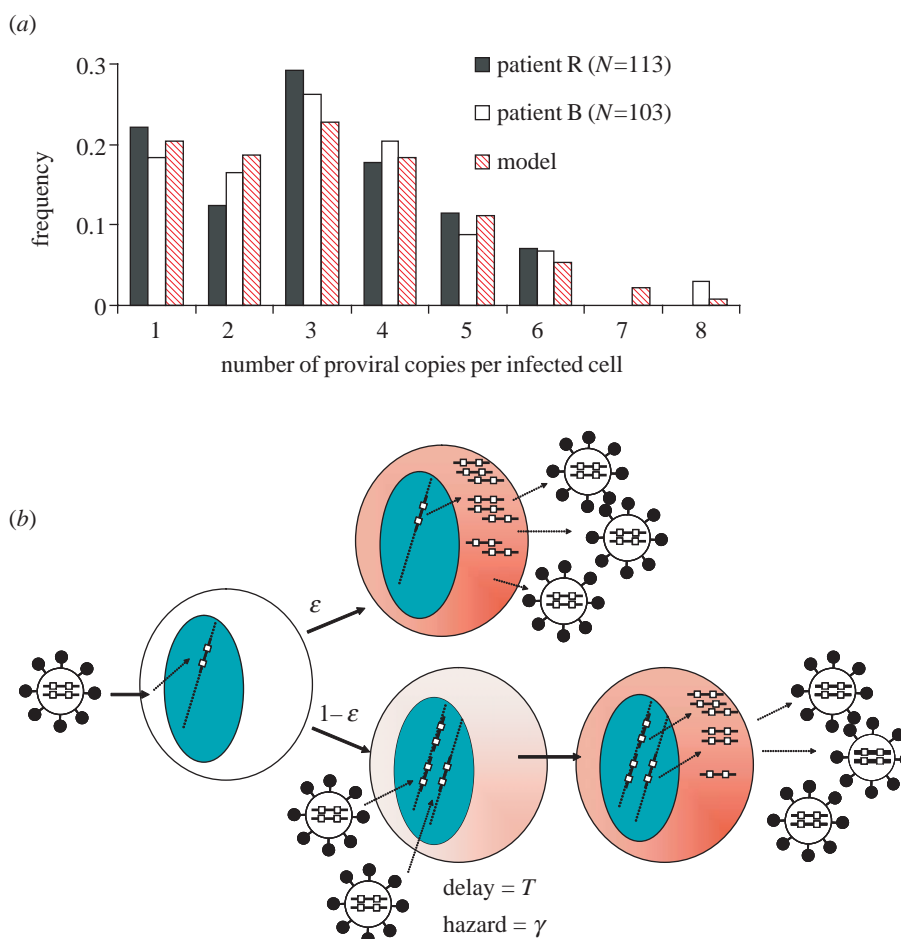 (a)
0.3
0.2
0.1
0
frequency
patient R (N=113)
patient B (N=103)
model
1 2 3 4 5 6 7 8
number of proviral copies per infected cell
(b)
ε
1–ε
delay = T
hazard = γ